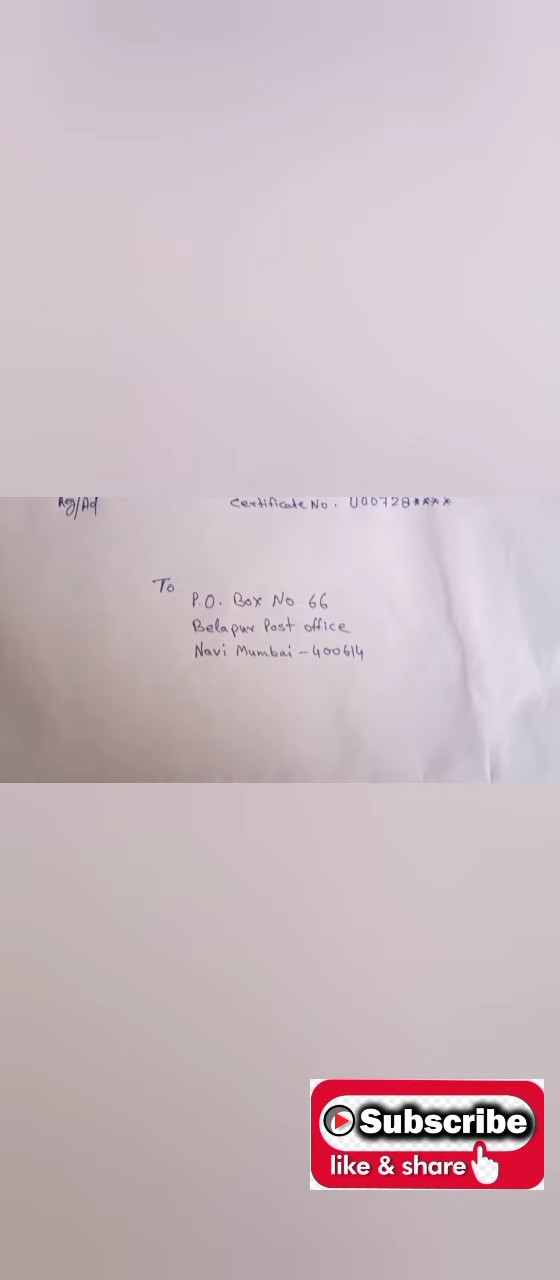 Reg/Ad
Certificate No. U00728****
To
P.O. Box No. 66
Belapur Post office
Navi Mumbai - 400614
Subscribe
like & share